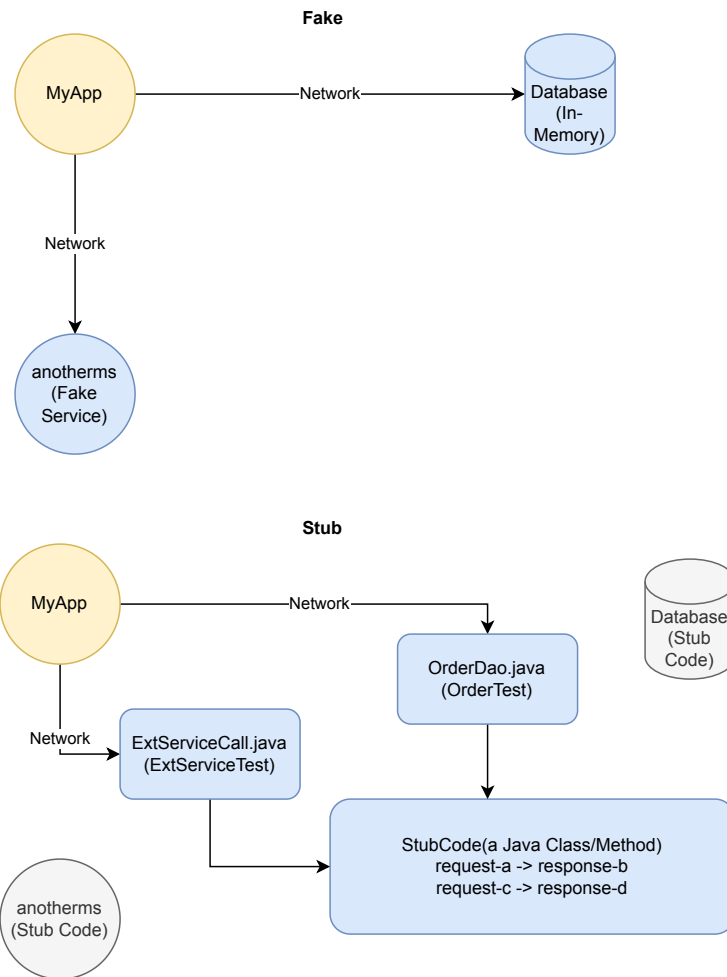 Fake
MyApp
Network
Database
(In-
Memory)
Network
anotherms
(Fake
Service)
Stub
MyApp
Network
Database
(Stub
Code)
OrderDao.java
(OrderTest)
Network
ExtServiceCall.java
(ExtServiceTest)
StubCode(a Java Class/Method)
request-a -> response-b
request-c -> response-d
anotherms
(Stub Code)